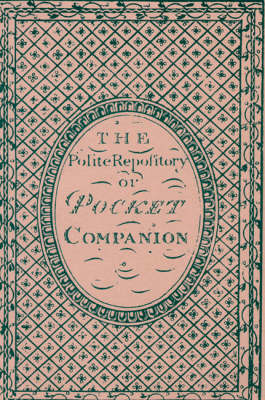 THE
Polite Repoſitory
or
POCKET
COMPANION